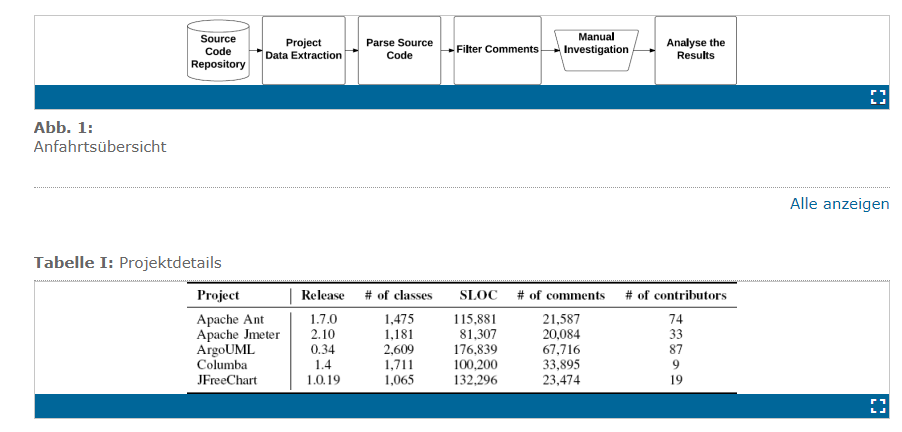 Source Code Repository
Project Data Extraction
Parse Source Code
Filter Comments
Manual Investigation
Analyse the Results
Abb. 1:
Anfahrtsübersicht
Alle anzeigen
Tabelle I: Projektdetails
Project Release # of classes SLOC # of comments # of contributors
Apache Ant 1.7.0 1,475 115,881 21,587 74
Apache Jmeter 2.10 1,181 81,307 20,084 33
ArgoUML 0.34 2,609 176,839 67,716 87
Columba 1.4 1,711 100,200 33,895 9
JFreeChart 1.0.19 1,065 132,296 23,474 19